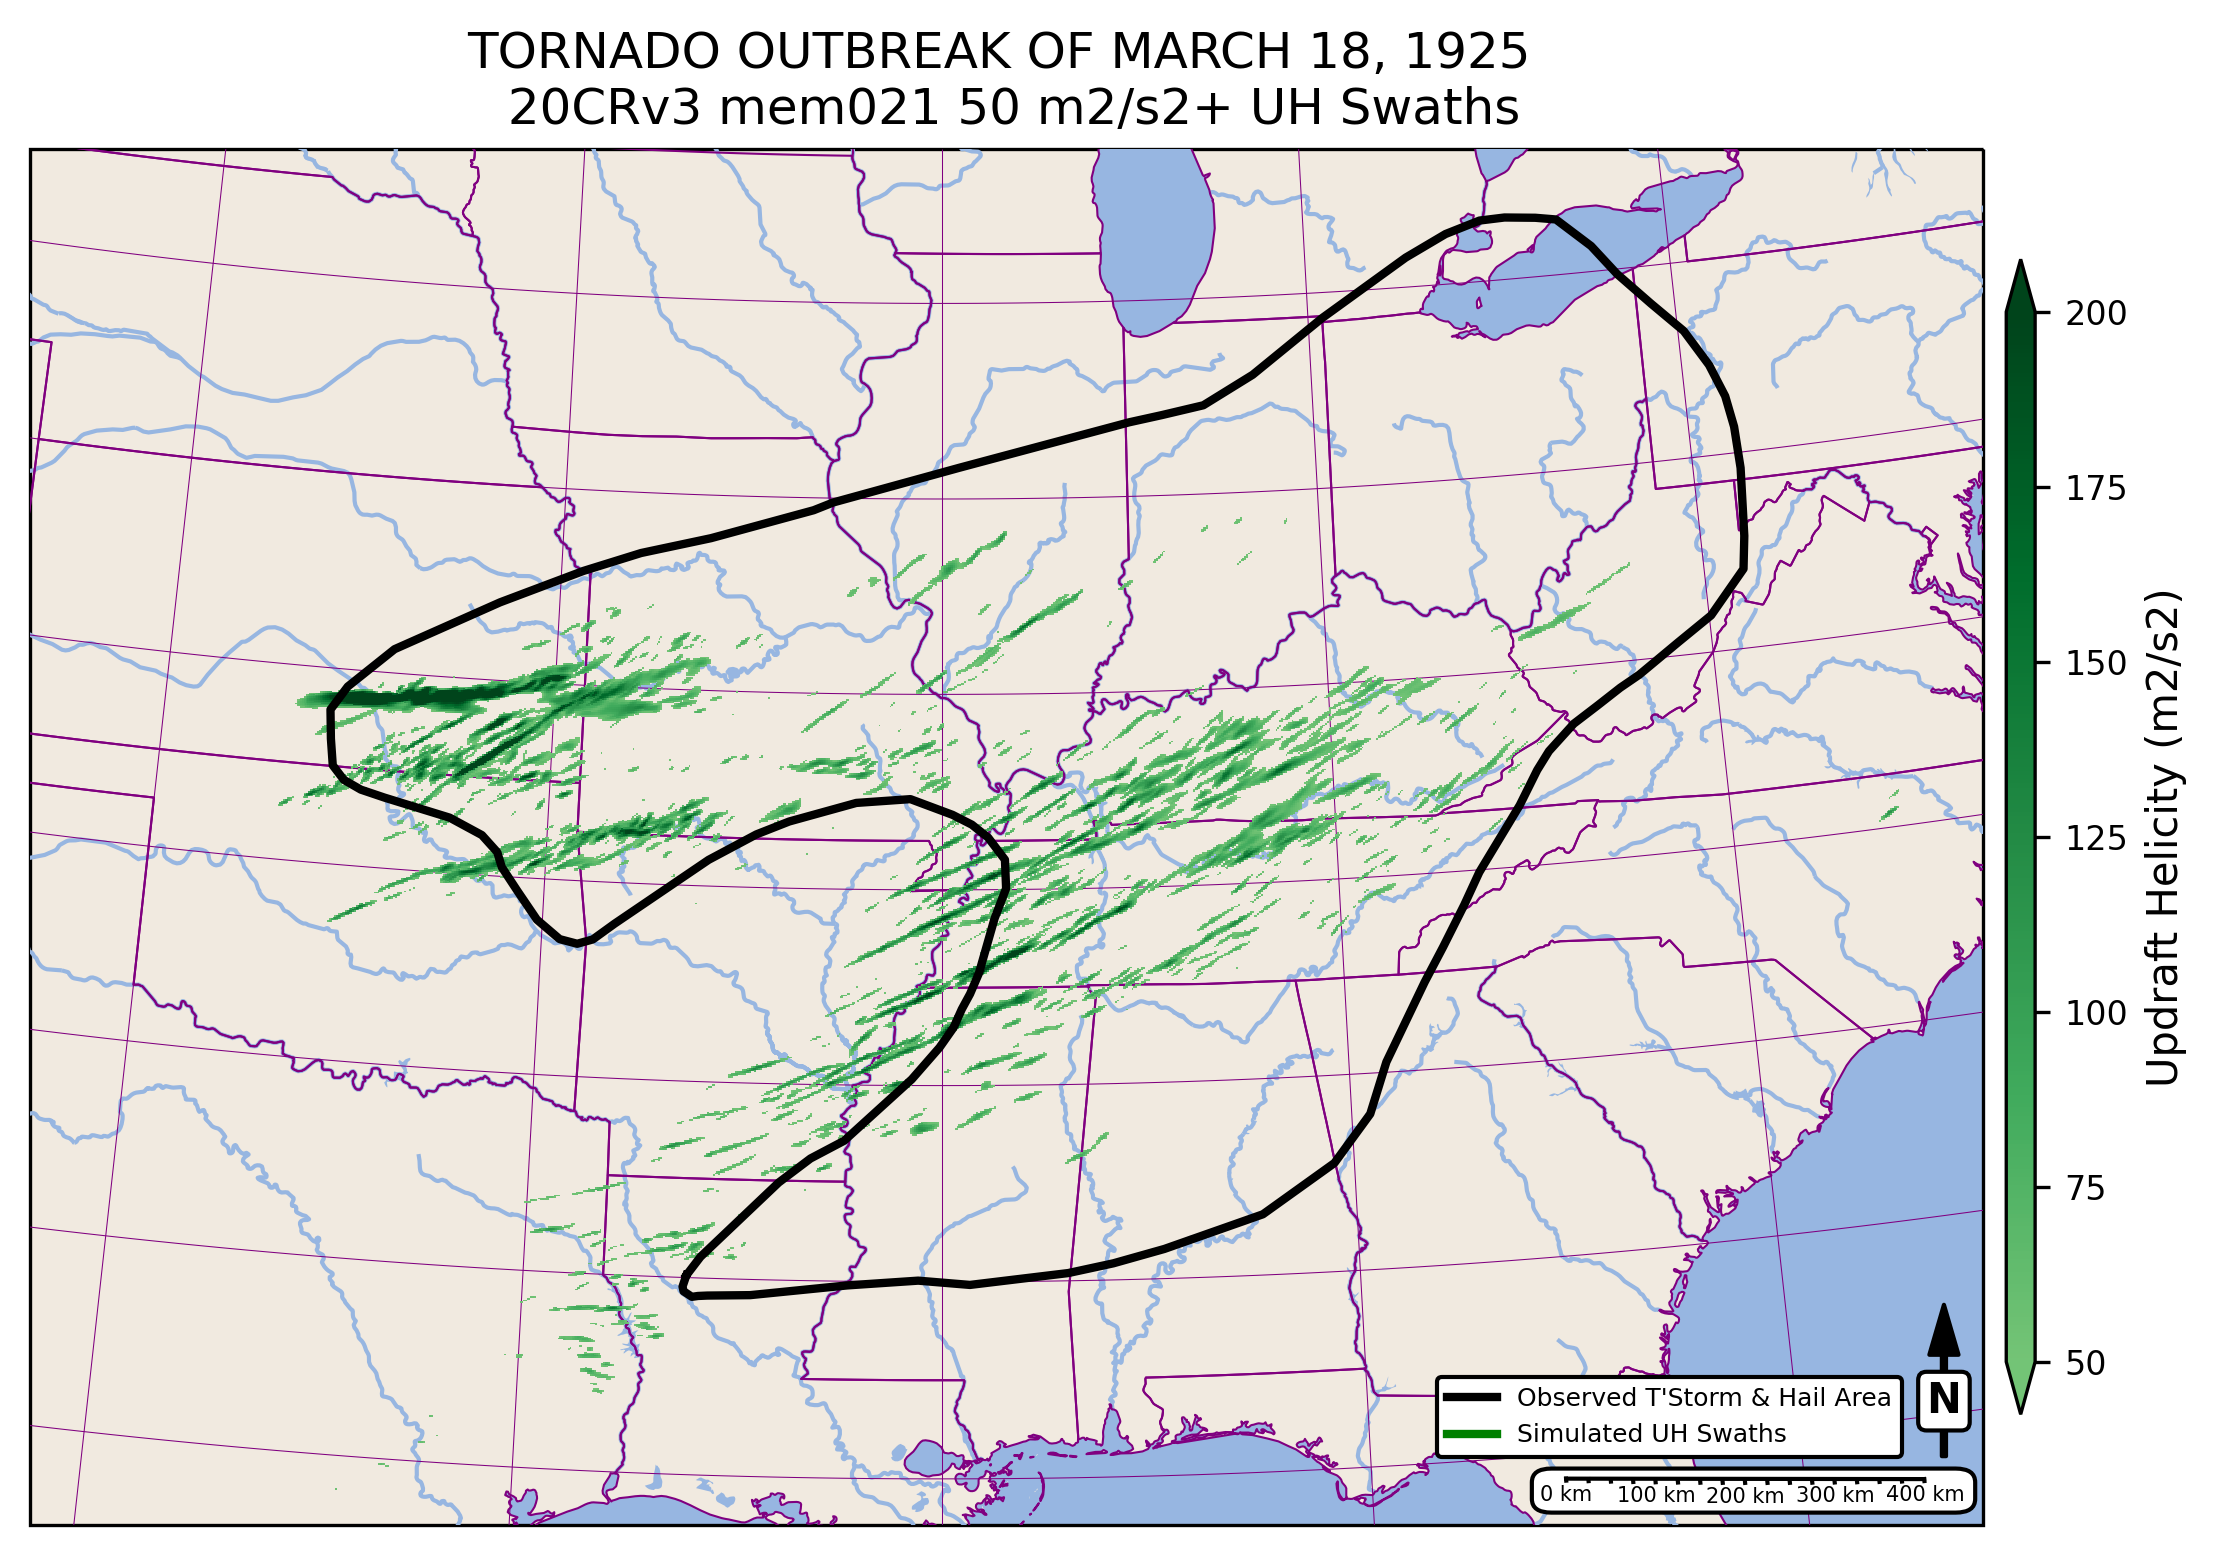 TORNADO OUTBREAK OF MARCH 18, 1925
20CRv3 mem021 50 m2/s2+ UH Swaths
200
175
150
125
100
75
50
Updraft Helicity (m2/s2)
Observed T'Storm & Hail Area
Simulated UH Swaths
N
0 km 100 km 200 km 300 km 400 km